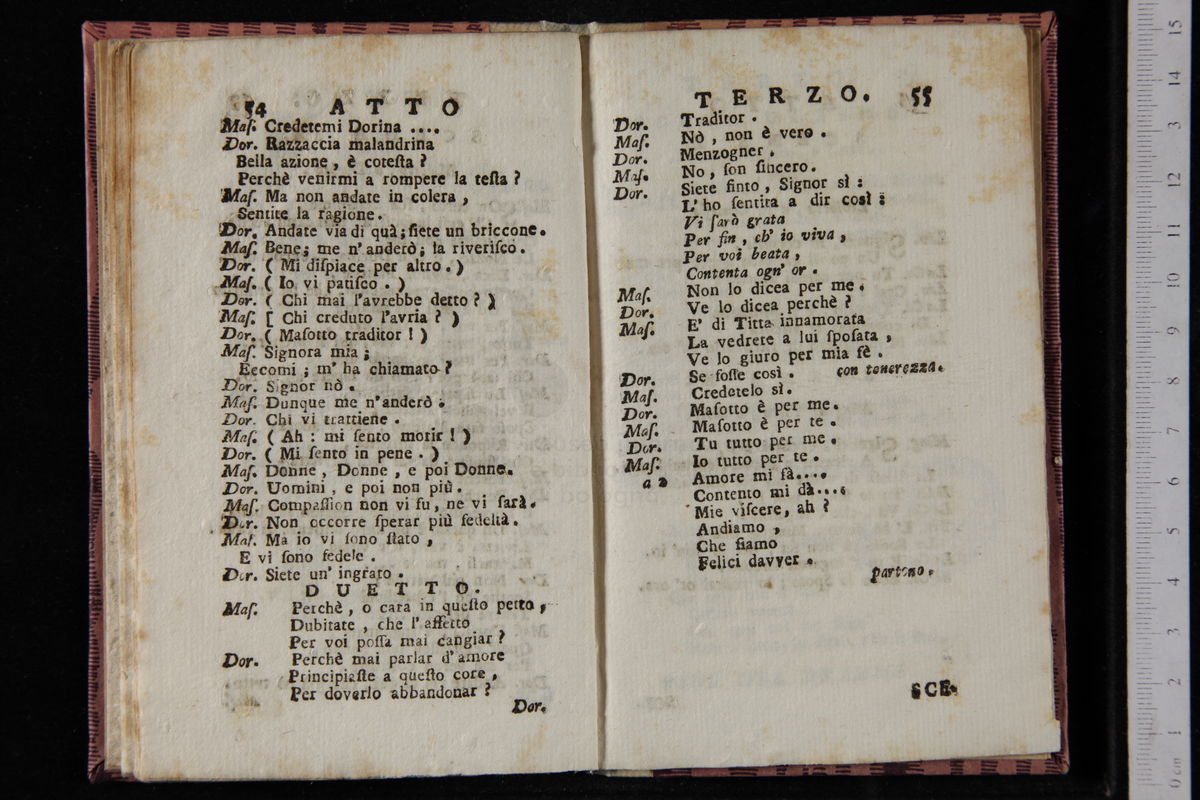 54 ATTO
Maſ. Credetemi Dorina ....
Dor. Razzaccia malandrina
Bella azione , è coteſta ?
Perchè venirmi a rompere la teſta ?
Maſ. Ma non andate in colera ,
Sentite la ragione .
Dor. Andate via di quà ; ſiete un briccone .
Maſ. Bene ; me n' anderò ; la riveriſco .
Dor. ( Mi diſpiace per altro . )
Maſ. ( Io vi patiſco . )
Dor. ( Chi mai l'avrebbe detto ? )
Maſ. [ Chi creduto l'avria ? )
Dor. ( Maſotto traditor ! )
Maſ. Signora mia ;
Eccomi ; m' ha chiamato ?
Dor. Signor nò .
Maſ. Dunque me n'anderò .
Dor. Chi vi trattiene .
Maſ. ( Ah : mi ſento morir ! )
Dor. ( Mi ſento in pene . )
Maſ. Donne , Donne , e poi Donne .
Dor. Uomini , e poi non più .
Maſ. Compaſſion non vi fu , ne vi ſarà .
Dor. Non occorre ſperar più fedeltà .
Maſ. Ma io vi ſono ſtato ,
E vi ſono fedele .
Dor. Siete un' ingrato .
DUETTO.
Maſ. Perchè , o cara in queſto petto ,
Dubitate , che l' affetto
Per voi poſſa mai cangiar ?
Dor. Perchè mai parlar d' amore
Principiaſte a queſto core ,
Per doverlo abbandonar ?
Dor.
TERZO. 55
Dor. Traditor .
Maſ. Nò , non è vero .
Dor. Menzogner .
Maſ. No , ſon ſincero .
Dor. Siete finto , Signor sì :
L' ho ſentita a dir così :
Vi ſarò grata
Per fin , ch' io viva ,
Per voi beata ,
Contenta ogn' or .
Maſ. Non lo dicea per me .
Dor. Ve lo dicea perchè ?
Maſ. E' di Titta innamorata
La vedrete a lui ſpoſata ,
Ve lo giuro per mia fè .
Dor. Se foſſe così . con tenerezza .
Maſ. Credetelo sì .
Dor. Maſotto è per me .
Maſ. Maſotto è per te .
Dor. Tu tutto per me .
Maſ. Io tutto per te .
a 2 Amore mi fà ....
Contento mi dà ....
Mie viſcere , ah ?
Andiamo ,
Che ſiamo
Felici davver .
partono .
SCE.